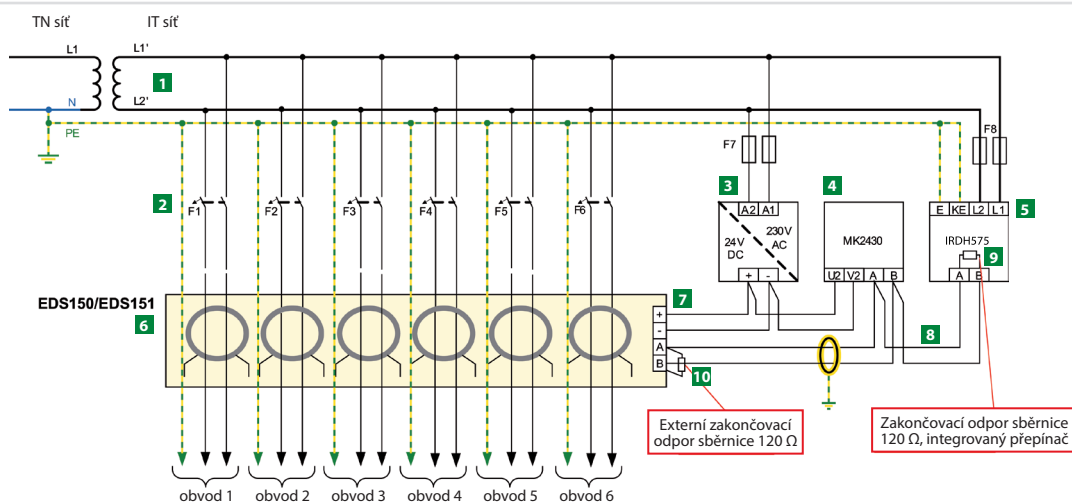 TN síť
IT síť
L1
L1'
1
N
L2'
PE
F7
F8
2
F1
F2
F3
F4
F5
F6
3
A2 A1
24V
DC
230V
AC
+ -
4
MK2430
U2 V2 A B
5
E KE L2 L1
IRDH575
9
A B
EDS150/EDS151
6
7
+
-
A
B
8
10
Externí zakončovací
odpor sběrnice 120 Ω
Zakončovací odpor sběrnice
120 Ω, integrovaný přepínač
obvod 1
obvod 2
obvod 3
obvod 4
obvod 5
obvod 6